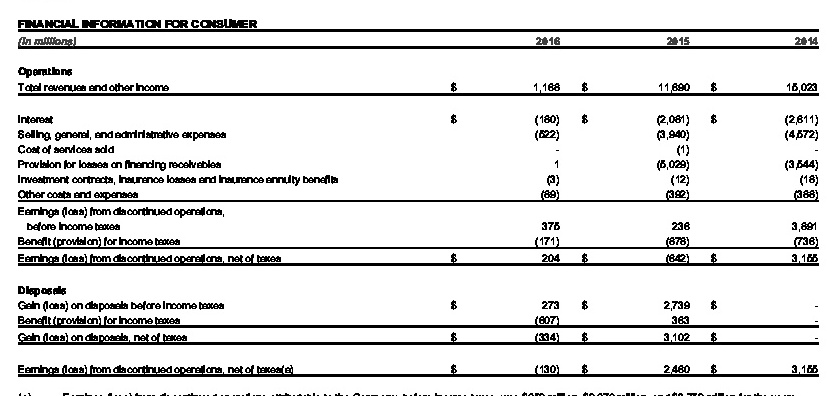 FINANCIAL INFORMATION FOR CONSUMER
(In millions) 2016 2015 2014
Operations
Total revenues and other income $ 1,168 $ 11,690 $ 15,023
Interest $ (180) $ (2,081) $ (2,611)
Selling, general, and administrative expenses (522) (3,940) (4,572)
Cost of services sold - (1) -
Provision for losses on financing receivables 1 (5,029) (3,544)
Investment contracts, insurance losses and insurance annuity benefits (3) (12) (16)
Other costs and expenses (89) (392) (388)
Earnings (loss) from discontinued operations,
before income taxes 375 236 3,891
Benefit (provision) for income taxes (171) (878) (736)
Earnings (loss) from discontinued operations, net of taxes $ 204 $ (642) $ 3,155
Disposals
Gain (loss) on disposals before income taxes $ 273 $ 2,739 $ -
Benefit (provision) for income taxes (607) 363 -
Gain (loss) on disposals, net of taxes $ (334) $ 3,102 $ -
Earnings (loss) from discontinued operations, net of taxes(a) $ (130) $ 2,460 $ 3,155